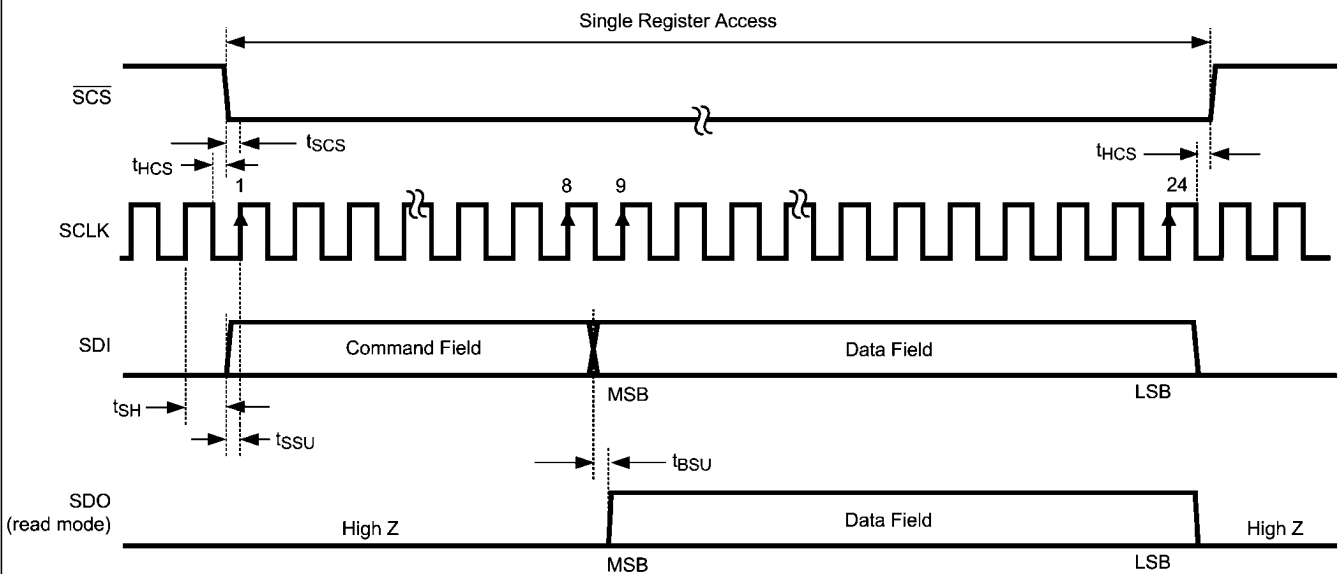 Single Register Access
SCS
tSCS
tHCS
tHCS
1
8
9
24
SCLK
SDI
Command Field
Data Field
MSB
LSB
tSH
tSSU
tBSU
SDO
(read mode)
High Z
Data Field
High Z
MSB
LSB